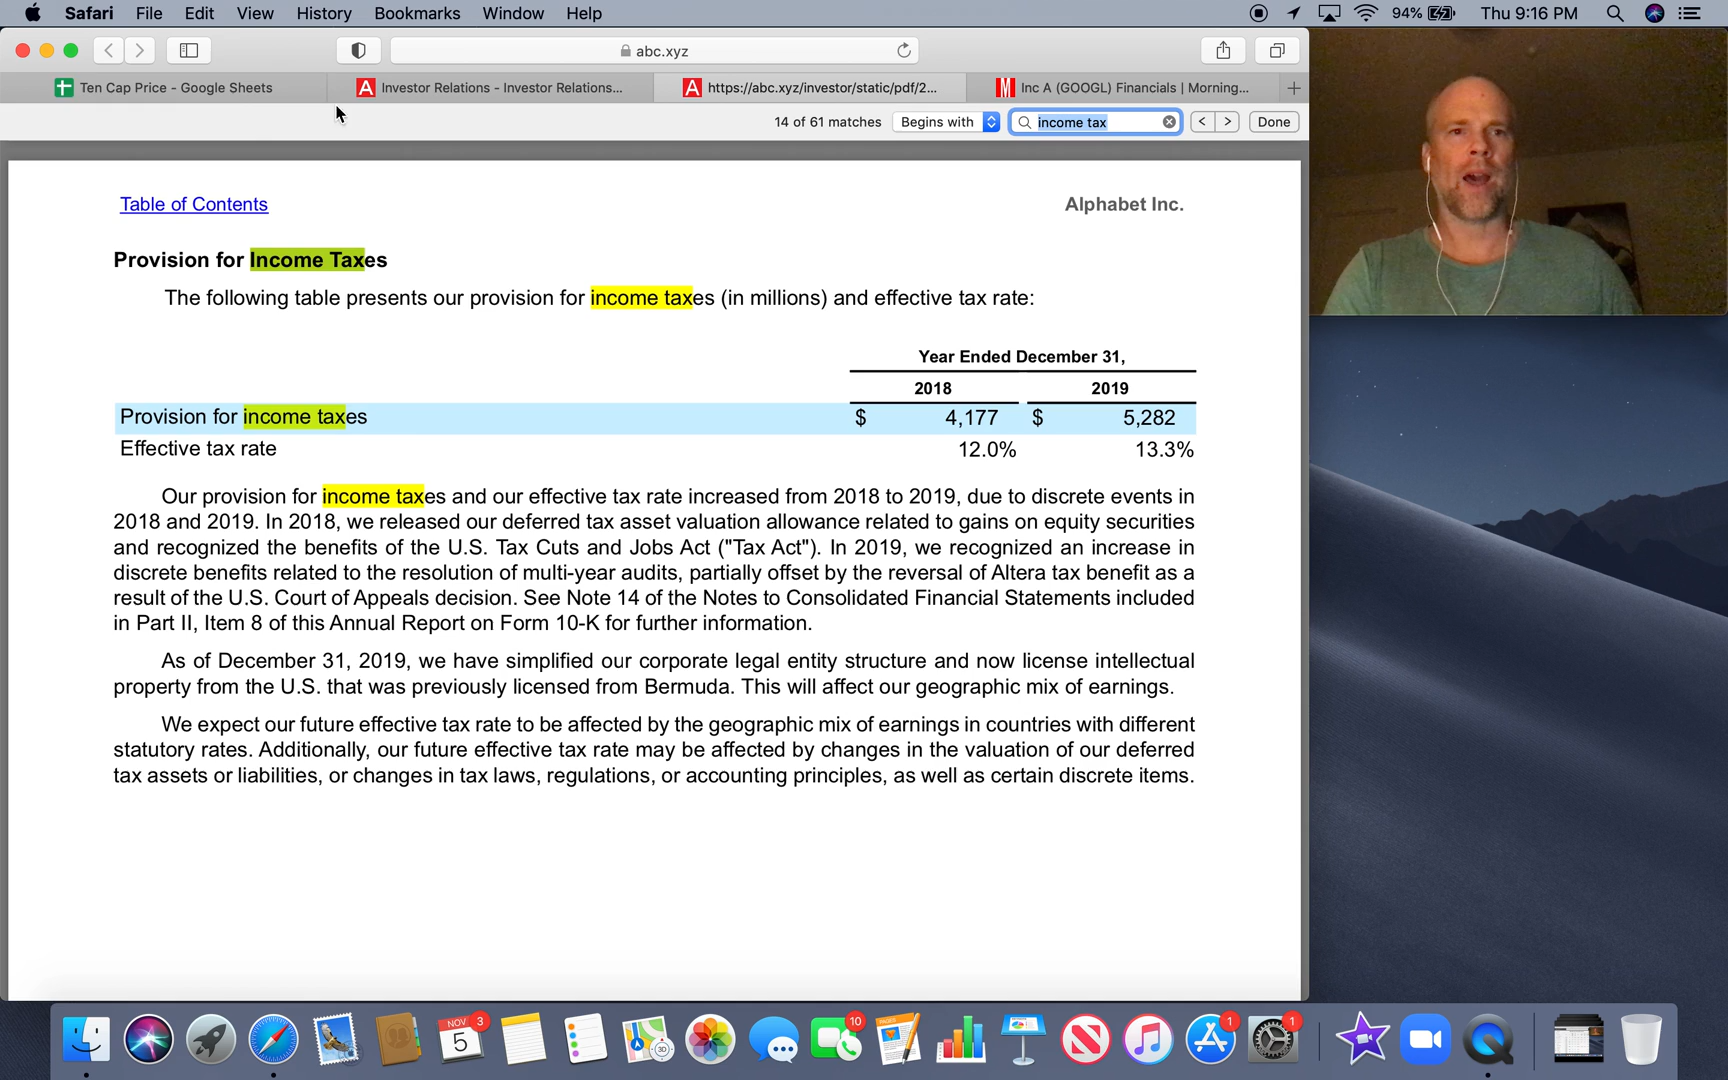 Safari File Edit View History Bookmarks Window Help 94% Thu 9:16 PM
abc.xyz
Ten Cap Price - Google Sheets
Investor Relations - Investor Relations...
https://abc.xyz/investor/static/pdf/2...
Inc A (GOOGL) Financials | Morning...
14 of 61 matches Begins with income tax Done
Table of Contents Alphabet Inc.
Provision for Income Taxes
The following table presents our provision for income taxes (in millions) and effective tax rate:
Year Ended December 31,
2018 2019
Provision for income taxes $ 4,177 $ 5,282
Effective tax rate 12.0% 13.3%
Our provision for income taxes and our effective tax rate increased from 2018 to 2019, due to discrete events in
2018 and 2019. In 2018, we released our deferred tax asset valuation allowance related to gains on equity securities
and recognized the benefits of the U.S. Tax Cuts and Jobs Act ("Tax Act"). In 2019, we recognized an increase in
discrete benefits related to the resolution of multi-year audits, partially offset by the reversal of Altera tax benefit as a
result of the U.S. Court of Appeals decision. See Note 14 of the Notes to Consolidated Financial Statements included
in Part II, Item 8 of this Annual Report on Form 10-K for further information.
As of December 31, 2019, we have simplified our corporate legal entity structure and now license intellectual
property from the U.S. that was previously licensed from Bermuda. This will affect our geographic mix of earnings.
We expect our future effective tax rate to be affected by the geographic mix of earnings in countries with different
statutory rates. Additionally, our future effective tax rate may be affected by changes in the valuation of our deferred
tax assets or liabilities, or changes in tax laws, regulations, or accounting principles, as well as certain discrete items.
NOV 3
5
3D
10
PAGES
1
1